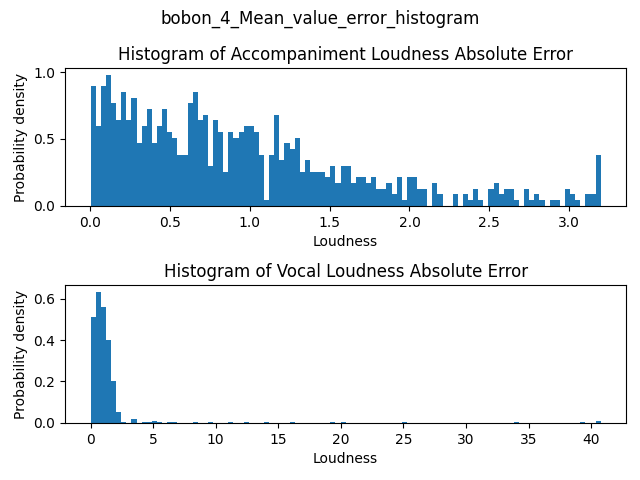 bobon_4_Mean_value_error_histogram
Histogram of Accompaniment Loudness Absolute Error
Probability density
1.0
0.5
0.0
0.0 0.5 1.0 1.5 2.0 2.5 3.0
Loudness
Histogram of Vocal Loudness Absolute Error
Probability density
0.6
0.4
0.2
0.0
0 5 10 15 20 25 30 35 40
Loudness